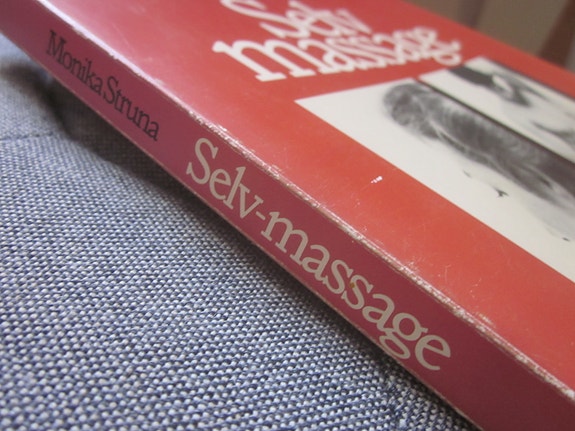 Selv
massage
Monika Struna
Selv-massage